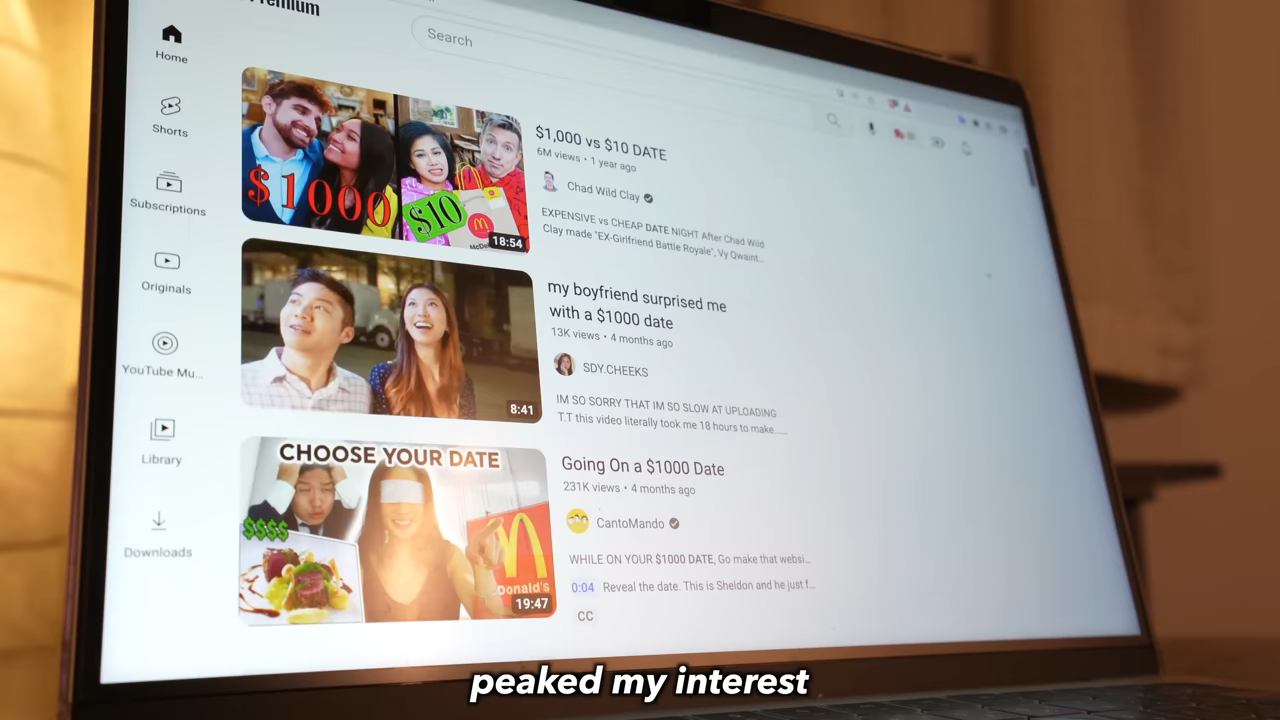 Premium
Search
Home
Shorts
Subscriptions
Originals
YouTube Mu...
Library
Downloads
$1000
$10
18:54
$1,000 vs $10 DATE
6M views • 1 year ago
Chad Wild Clay
EXPENSIVE vs CHEAP DATE NIGHT After Chad Wild
Clay made "EX-Girlfriend Battle Royale", Vy Qwaint...
8:41
my boyfriend surprised me
with a $1000 date
13K views • 4 months ago
SDY.CHEEKS
IM SO SORRY THAT IM SO SLOW AT UPLOADING
T.T this video literally took me 18 hours to make......
CHOOSE YOUR DATE
$$$$
Donald's
19:47
Going On a $1000 Date
231K views • 4 months ago
CantoMando
WHILE ON YOUR $1000 DATE, Go make that websi...
0:04 Reveal the date. This is Sheldon and he just f...
CC
peaked my interest